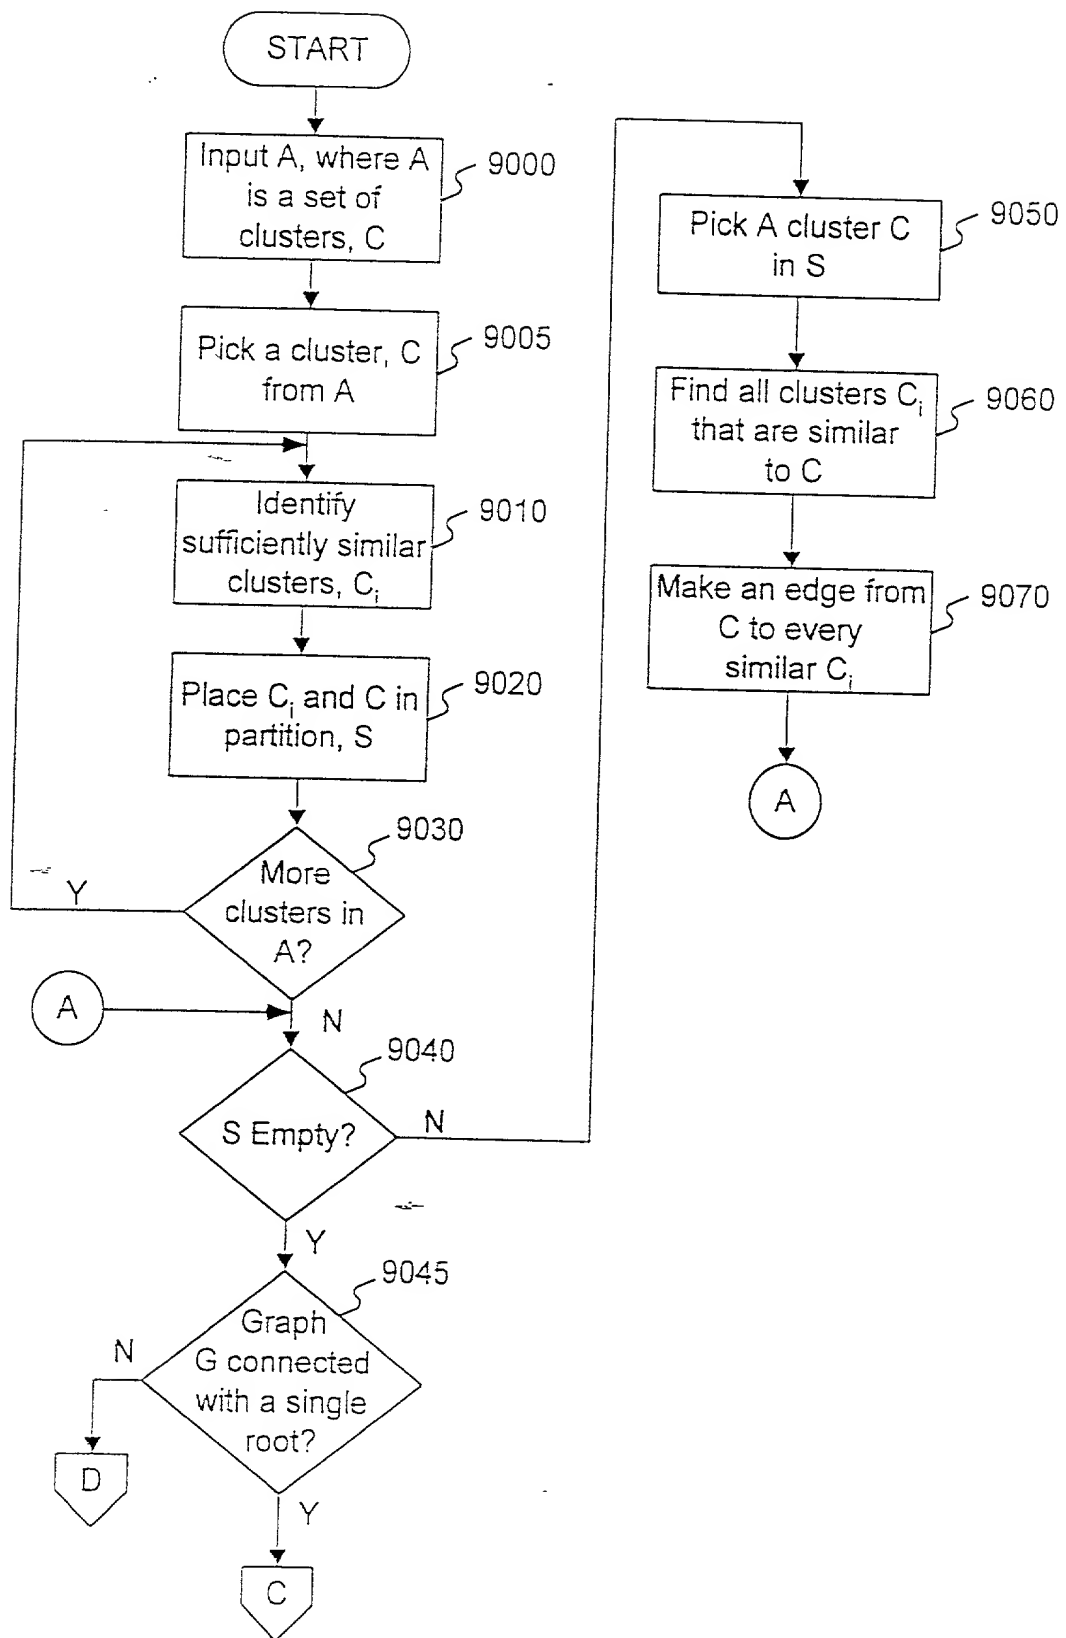 START
Input A, where A
is a set of
clusters, C
9000
Pick a cluster, C
from A
9005
Identify
sufficiently similar
clusters, Ci
9010
Place Ci and C in
partition, S
9020
More
clusters in
A?
9030
Y
A
N
S Empty?
9040
N
Y
Graph
G connected
with a single
root?
9045
N
D
Y
C
Pick A cluster C
in S
9050
Find all clusters Ci
that are similar
to C
9060
Make an edge from
C to every
similar Ci
9070
A